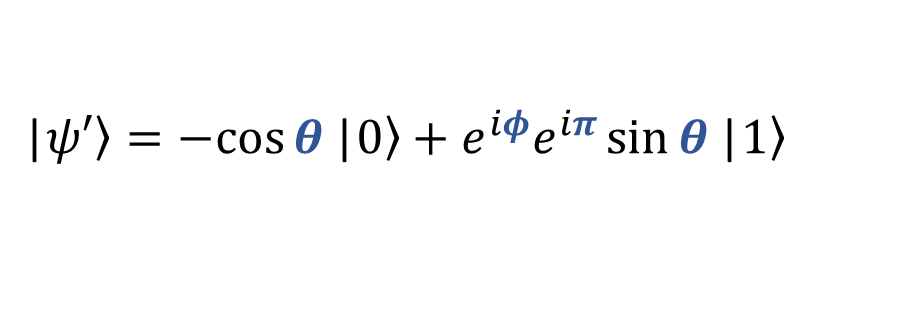 |ψ′⟩ = −cos θ |0⟩ + e^{iϕ}e^{iπ} sin θ |1⟩